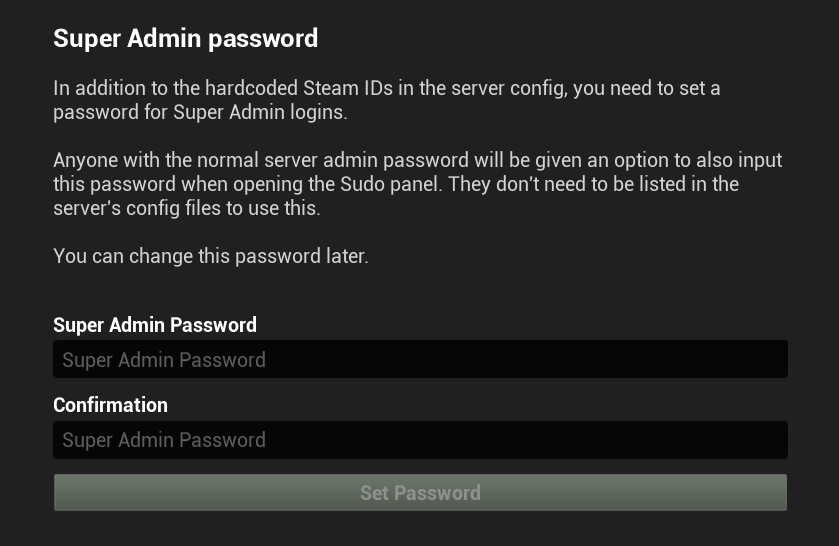 Super Admin password
In addition to the hardcoded Steam IDs in the server config, you need to set a
password for Super Admin logins.
Anyone with the normal server admin password will be given an option to also input
this password when opening the Sudo panel. They don't need to be listed in the
server's config files to use this.
You can change this password later.
Super Admin Password
Super Admin Password
Confirmation
Super Admin Password
Set Password